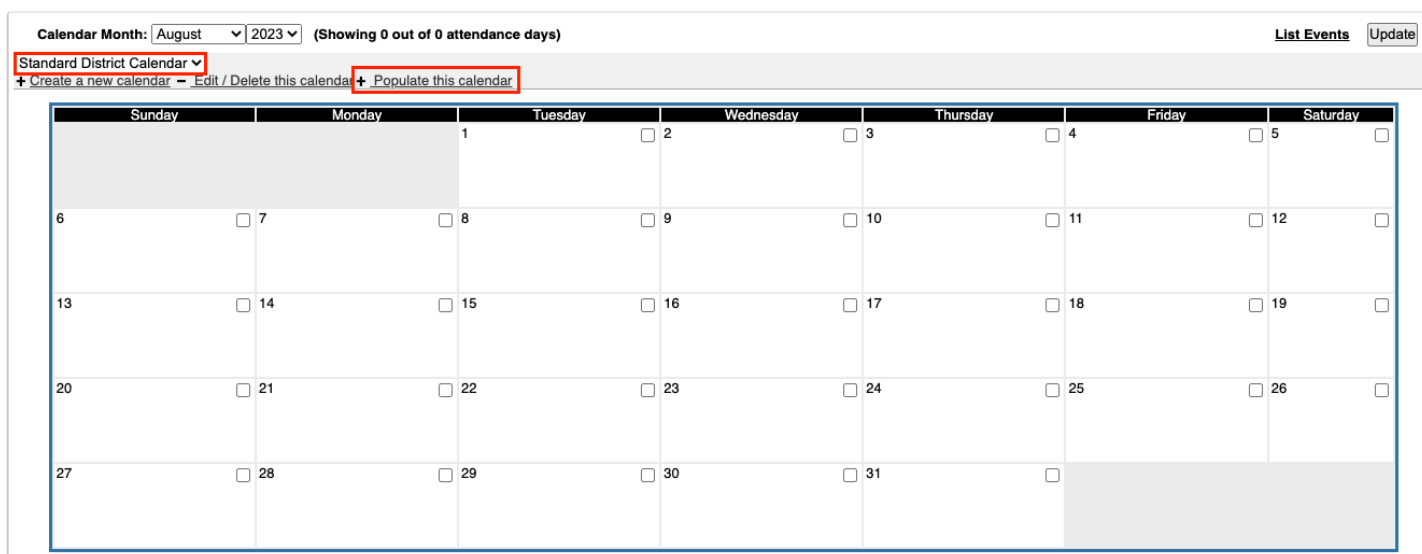 Calendar Month: August 2023 (Showing 0 out of 0 attendance days) List Events Update
Standard District Calendar
+ Create a new calendar − Edit / Delete this calendar + Populate this calendar
Sunday Monday Tuesday Wednesday Thursday Friday Saturday
1 2 3 4 5
6 7 8 9 10 11 12
13 14 15 16 17 18 19
20 21 22 23 24 25 26
27 28 29 30 31